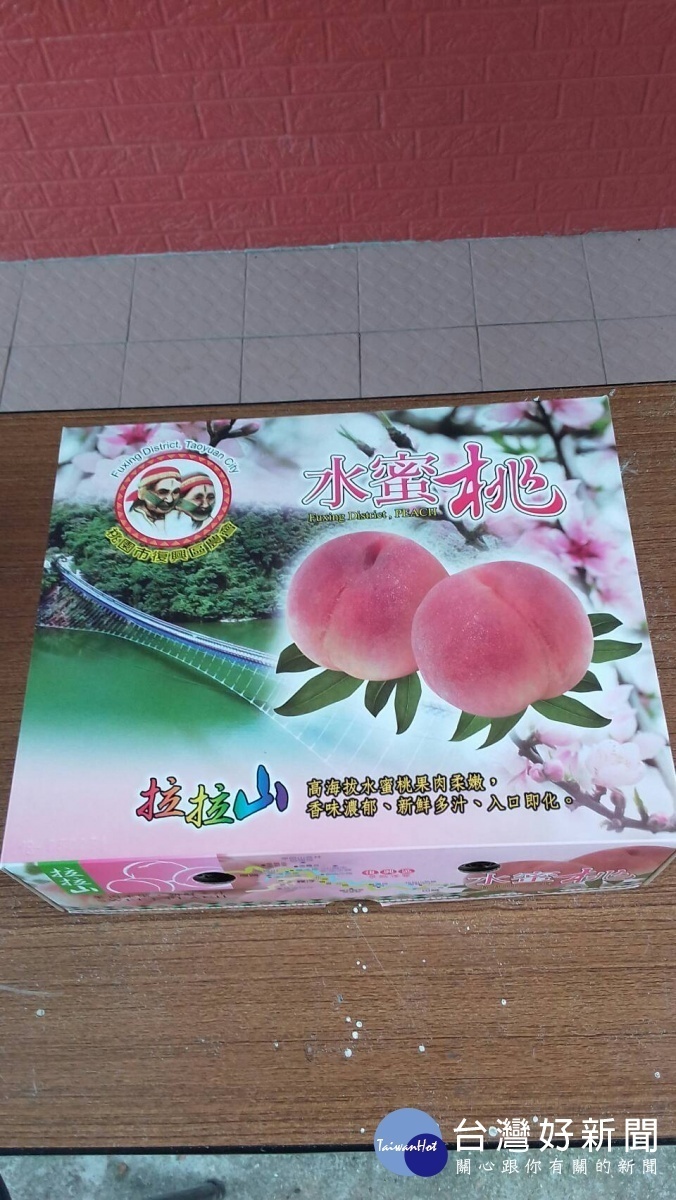 Fuxing District, Taoyuan City
桃園市復興區農會
水蜜桃
Fuxing District, PEACH
拉拉山
高海拔水蜜桃果肉柔嫩，
香味濃郁、新鮮多汁、入口即化。
拉拉山
水蜜桃
TaiwanHot
台灣好新聞
關心跟你有關的新聞